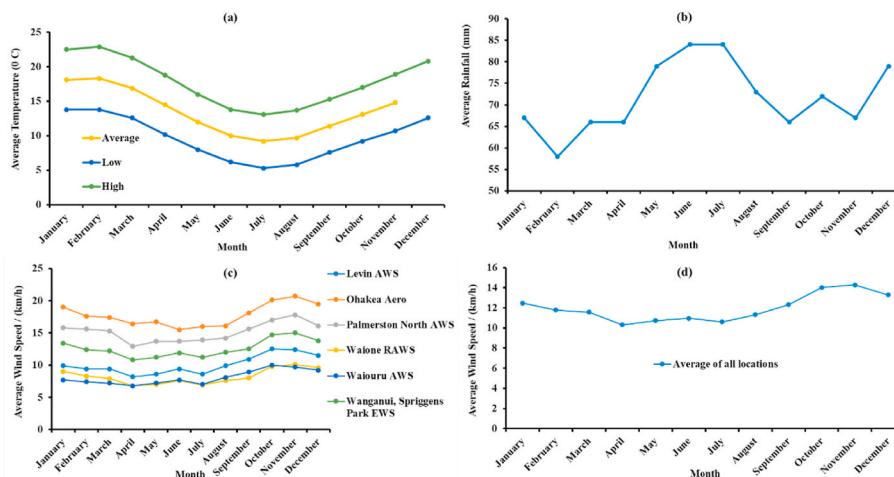 (a)
Average Temperature (0 C)
25
20
15
10
5
0
Average
Low
High
January
February
March
April
May
June
July
August
September
October
November
December
Month
(b)
Average Rainfall (mm)
90
85
80
75
70
65
60
55
50
January
February
March
April
May
June
July
August
September
October
November
December
Month
(c)
Average Wind Speed / (km/h)
25
20
15
10
5
0
January
February
March
April
May
June
July
August
September
October
November
December
Month
Levin AWS
Ohakea Aero
Palmerston North AWS
Waione RAWS
Waiouru AWS
Wanganui, Spriggens
Park EWS
(d)
Average Wind Speed / (km/h)
16
14
12
10
8
6
4
2
0
Average of all locations
January
February
March
April
May
June
July
August
September
October
November
December
Month